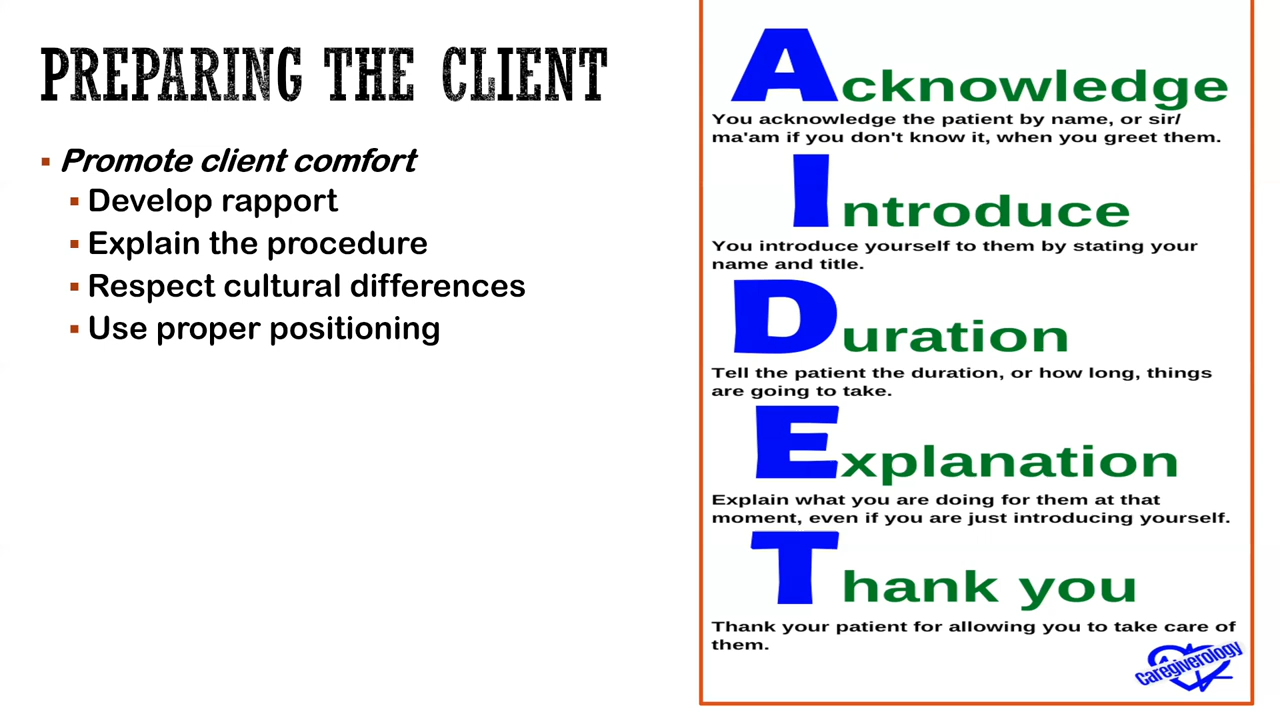 PREPARING THE CLIENT
Promote client comfort
Develop rapport
Explain the procedure
Respect cultural differences
Use proper positioning
Acknowledge
You acknowledge the patient by name, or sir/
ma'am if you don't know it, when you greet them.
Introduce
You introduce yourself to them by stating your
name and title.
Duration
Tell the patient the duration, or how long, things
are going to take.
Explanation
Explain what you are doing for them at that
moment, even if you are just introducing yourself.
Thank you
Thank your patient for allowing you to take care of
them.
Caregiverology